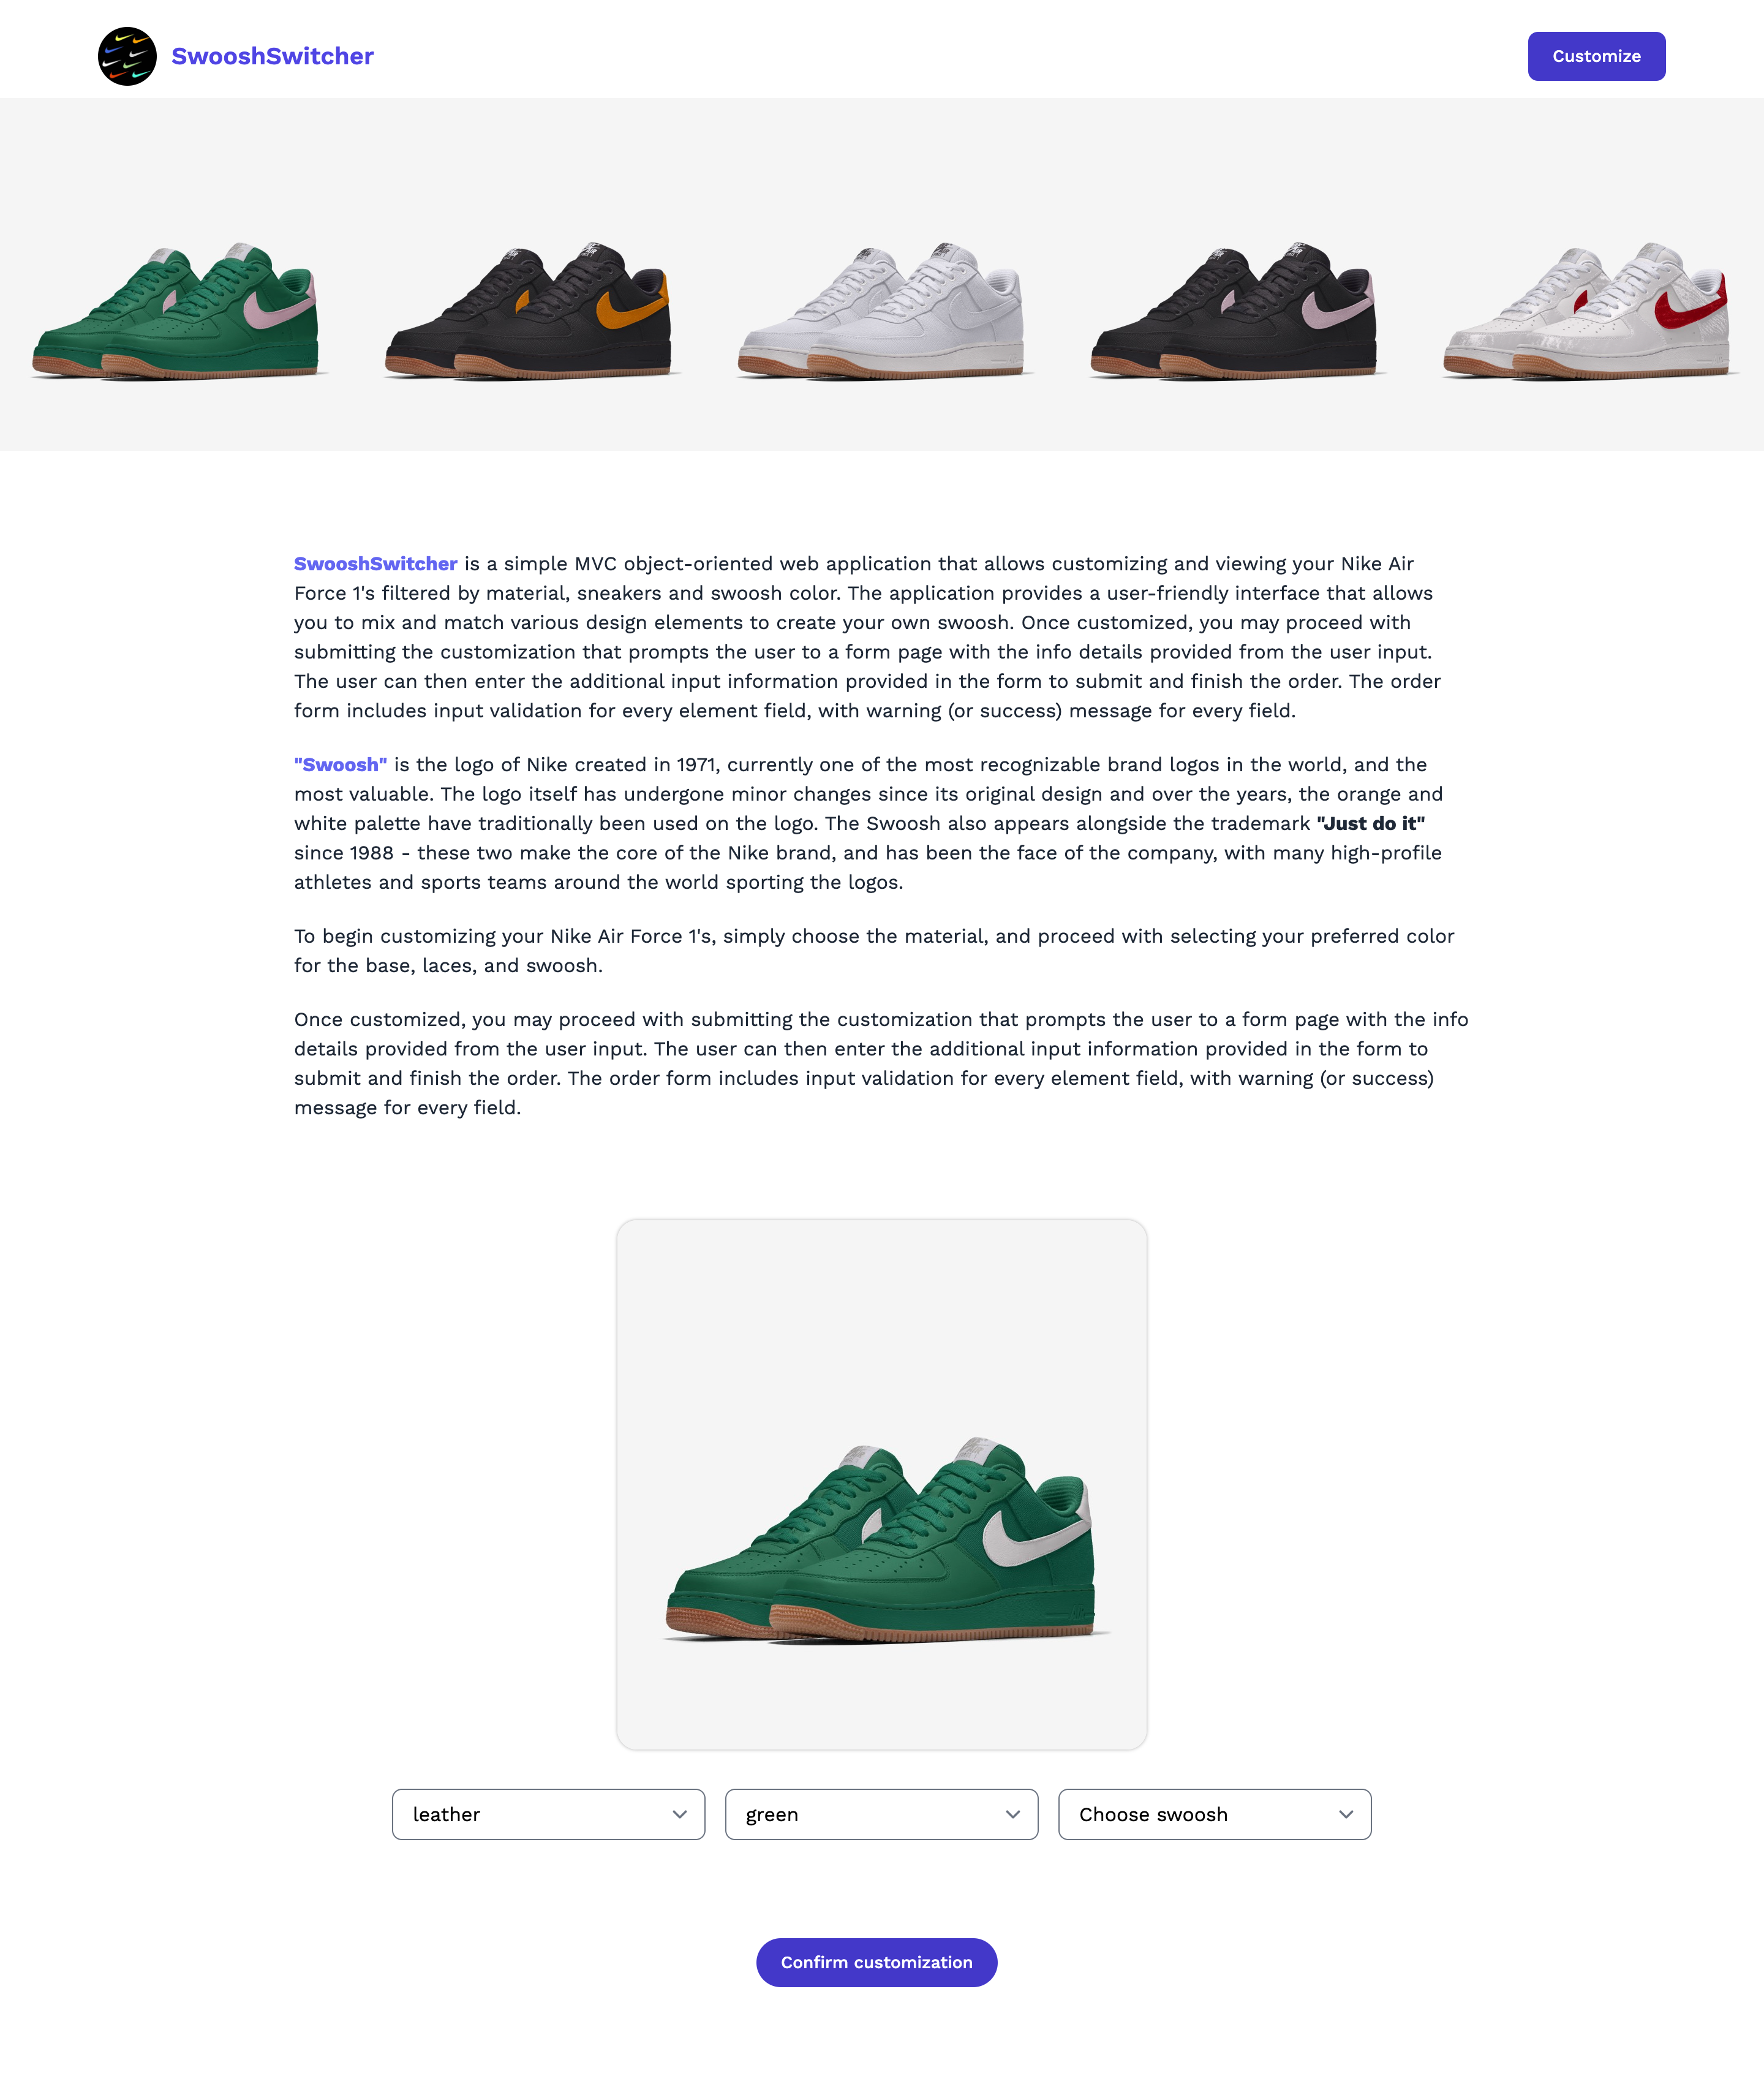 SwooshSwitcher
Customize
SwooshSwitcher is a simple MVC object-oriented web application that allows customizing and viewing your Nike Air
Force 1's filtered by material, sneakers and swoosh color. The application provides a user-friendly interface that allows
you to mix and match various design elements to create your own swoosh. Once customized, you may proceed with
submitting the customization that prompts the user to a form page with the info details provided from the user input.
The user can then enter the additional input information provided in the form to submit and finish the order. The order
form includes input validation for every element field, with warning (or success) message for every field.
"Swoosh" is the logo of Nike created in 1971, currently one of the most recognizable brand logos in the world, and the
most valuable. The logo itself has undergone minor changes since its original design and over the years, the orange and
white palette have traditionally been used on the logo. The Swoosh also appears alongside the trademark "Just do it"
since 1988 - these two make the core of the Nike brand, and has been the face of the company, with many high-profile
athletes and sports teams around the world sporting the logos.
To begin customizing your Nike Air Force 1's, simply choose the material, and proceed with selecting your preferred color
for the base, laces, and swoosh.
Once customized, you may proceed with submitting the customization that prompts the user to a form page with the info
details provided from the user input. The user can then enter the additional input information provided in the form to
submit and finish the order. The order form includes input validation for every element field, with warning (or success)
message for every field.
leather
green
Choose swoosh
Confirm customization